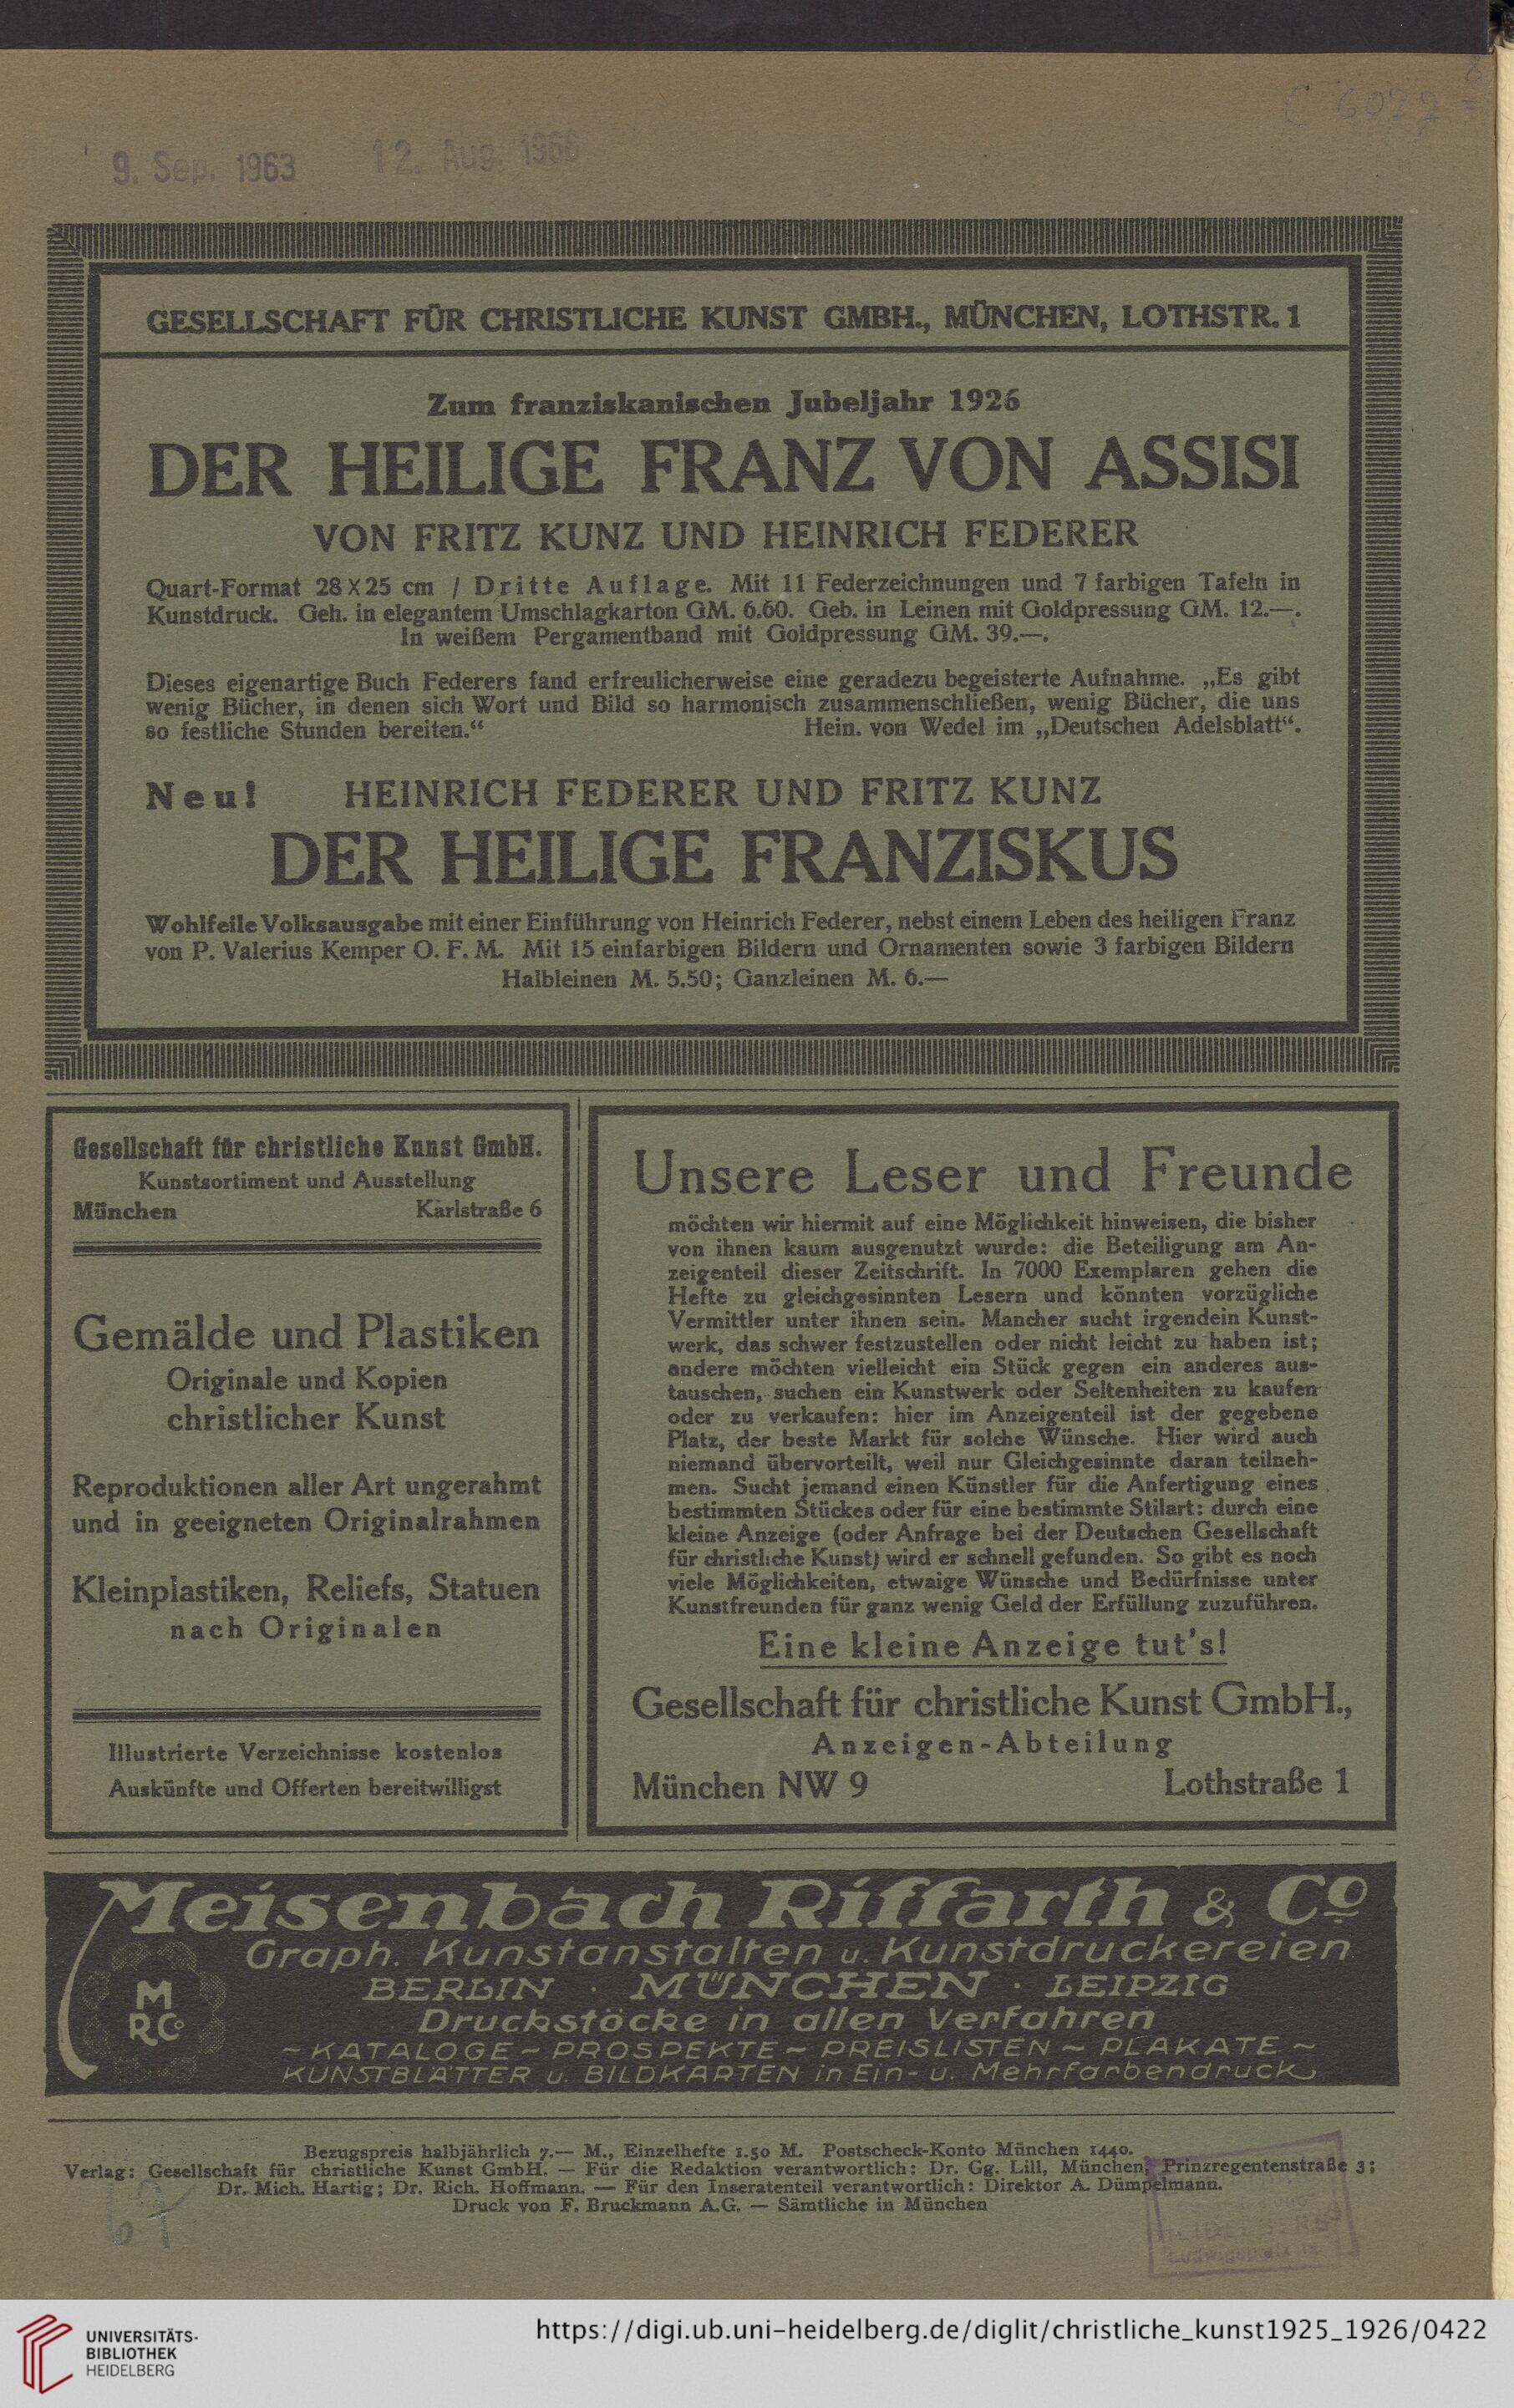 C 6077
9. Sep. 1963
12. Aug. 1966
GESELLSCHAFT FÜR CHRISTLICHE KUNST GMBH., MÜNCHEN, LOTHSTR. 1
Zum franziskanischen Jubeljahr 1926
DER HEILIGE FRANZ VON ASSISI
VON FRITZ KUNZ UND HEINRICH FEDERER
Quart-Format 28×25 cm / Dritte Auflage. Mit 11 Federzeichnungen und 7 farbigen Tafeln in
Kunstdruck. Geh. in elegantem Umschlagkarton GM. 6.60. Geb. in Leinen mit Goldpressung GM. 12.—.
In weißem Pergamentband mit Goldpressung GM. 39.—.
Dieses eigenartige Buch Federers fand erfreulicherweise eine geradezu begeisterte Aufnahme. „Es gibt
wenig Bücher, in denen sich Wort und Bild so harmonisch zusammenschließen, wenig Bücher, die uns
so festliche Stunden bereiten.“ Hein. von Wedel im „Deutschen Adelsblatt“.
Neu! HEINRICH FEDERER UND FRITZ KUNZ
DER HEILIGE FRANZISKUS
Wohlfeile Volksausgabe mit einer Einführung von Heinrich Federer, nebst einem Leben des heiligen Franz
von P. Valerius Kemper O. F. M. Mit 15 einfarbigen Bildern und Ornamenten sowie 3 farbigen Bildern
Halbleinen M. 5.50; Ganzleinen M. 6.—
Gesellschaft für christliche Kunst GmbH.
Kunstsortiment und Ausstellung
München Karlstraße 6
Gemälde und Plastiken
Originale und Kopien
christlicher Kunst
Reproduktionen aller Art ungerahmt
und in geeigneten Originalrahmen
Kleinplastiken, Reliefs, Statuen
nach Originalen
Illustrierte Verzeichnisse kostenlos
Auskünfte und Offerten bereitwilligst
Unsere Leser und Freunde
möchten wir hiermit auf eine Möglichkeit hinweisen, die bisher
von ihnen kaum ausgenutzt wurde: die Beteiligung am An-
zeigenteil dieser Zeitschrift. In 7000 Exemplaren gehen die
Hefte zu gleichgesinnten Lesern und könnten vorzügliche
Vermittler unter ihnen sein. Mancher sucht irgendein Kunst-
werk, das schwer festzustellen oder nicht leicht zu haben ist;
andere möchten vielleicht ein Stück gegen ein anderes aus-
tauschen, suchen ein Kunstwerk oder Seltenheiten zu kaufen
oder zu verkaufen: hier im Anzeigenteil ist der gegebene
Platz, der beste Markt für solche Wünsche. Hier wird auch
niemand übervorteilt, weil nur Gleichgesinnte daran teilneh-
men. Sucht jemand einen Künstler für die Anfertigung eines
bestimmten Stückes oder für eine bestimmte Stilart: durch eine
kleine Anzeige (oder Anfrage bei der Deutschen Gesellschaft
für christliche Kunst) wird er schnell gefunden. So gibt es noch
viele Möglichkeiten, etwaige Wünsche und Bedürfnisse unter
Kunstfreunden für ganz wenig Geld der Erfüllung zuzuführen.
Eine kleine Anzeige tut's!
Gesellschaft für christliche Kunst GmbH.,
Anzeigen-Abteilung
München NW 9 Lothstraße 1
Meisenbach Riffarth & Co
Graph. Kunstanstalten u. Kunstdruckereien
BERLIN · MÜNCHEN · LEIPZIG
Druckstöcke in allen Verfahren
~ KATALOGE ~ PROSPEKTE ~ PREISLISTEN ~ PLAKATE ~
KUNSTBLÄTTER u. BILDKARTEN in Ein- u. Mehrfarbendruck
M
R Co
Bezugspreis halbjährlich 7.— M., Einzelhefte 1.50 M. Postscheck-Konto München 1440.
Verlag: Gesellschaft für christliche Kunst GmbH. — Für die Redaktion verantwortlich: Dr. Gg. Lill, München, Prinzregentenstraße 3;
Dr. Mich. Hartig; Dr. Rich. Hoffmann. — Für den Inseratenteil verantwortlich: Direktor A. Dümpelmann.
Druck von F. Bruckmann A.G. — Sämtliche in München
UNIVERSITÄTS-
BIBLIOTHEK
HEIDELBERG
https://digi.ub.uni-heidelberg.de/diglit/christliche_kunst1925_1926/0422